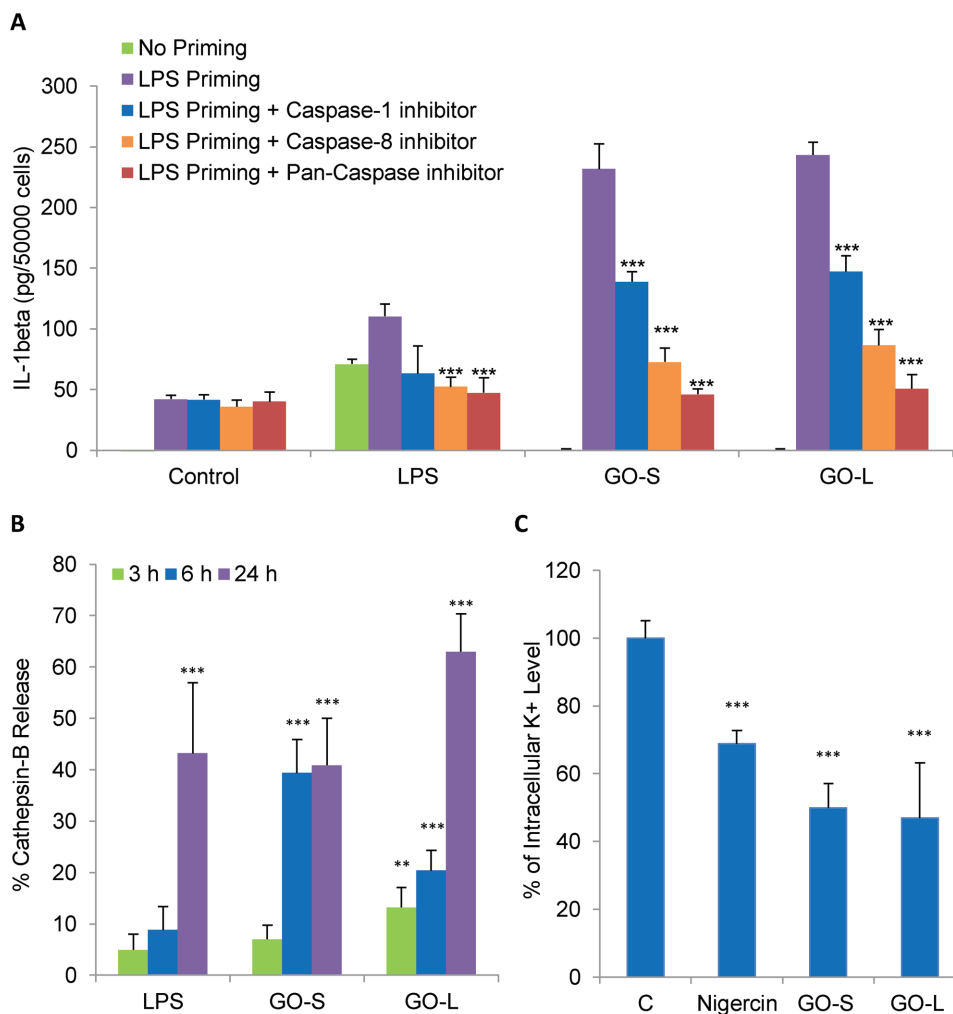 A
No Priming
LPS Priming
LPS Priming + Caspase-1 inhibitor
LPS Priming + Caspase-8 inhibitor
LPS Priming + Pan-Caspase inhibitor
IL-1beta (pg/50000 cells)
300
250
200
150
100
50
0
*** ***
*** *** ***
*** *** ***
Control LPS GO-S GO-L
B
3 h 6 h 24 h
% Cathepsin-B Release
80
70
60
50
40
30
20
10
0
***
*** ***
** *** ***
LPS GO-S GO-L
C
% of Intracellular K+ Level
120
100
80
60
40
20
0
*** *** ***
C Nigercin GO-S GO-L